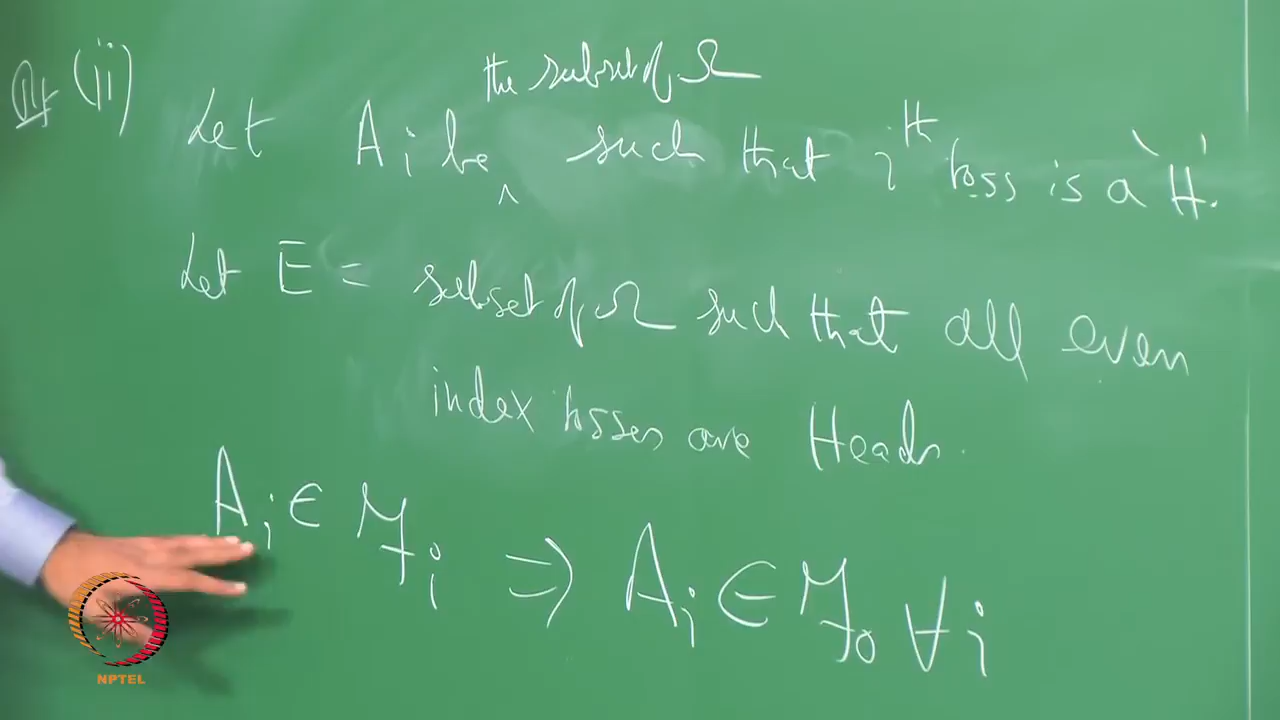 Pf (ii)
the subset of Ω
Let A_i be ^ such that i^th toss is a 'H'.
Let E = subset of Ω such that all even
index tosses are Heads.
A_i ∈ ℱ_i ⇒ A_i ∈ ℱ_0 ∀ i
NPTEL